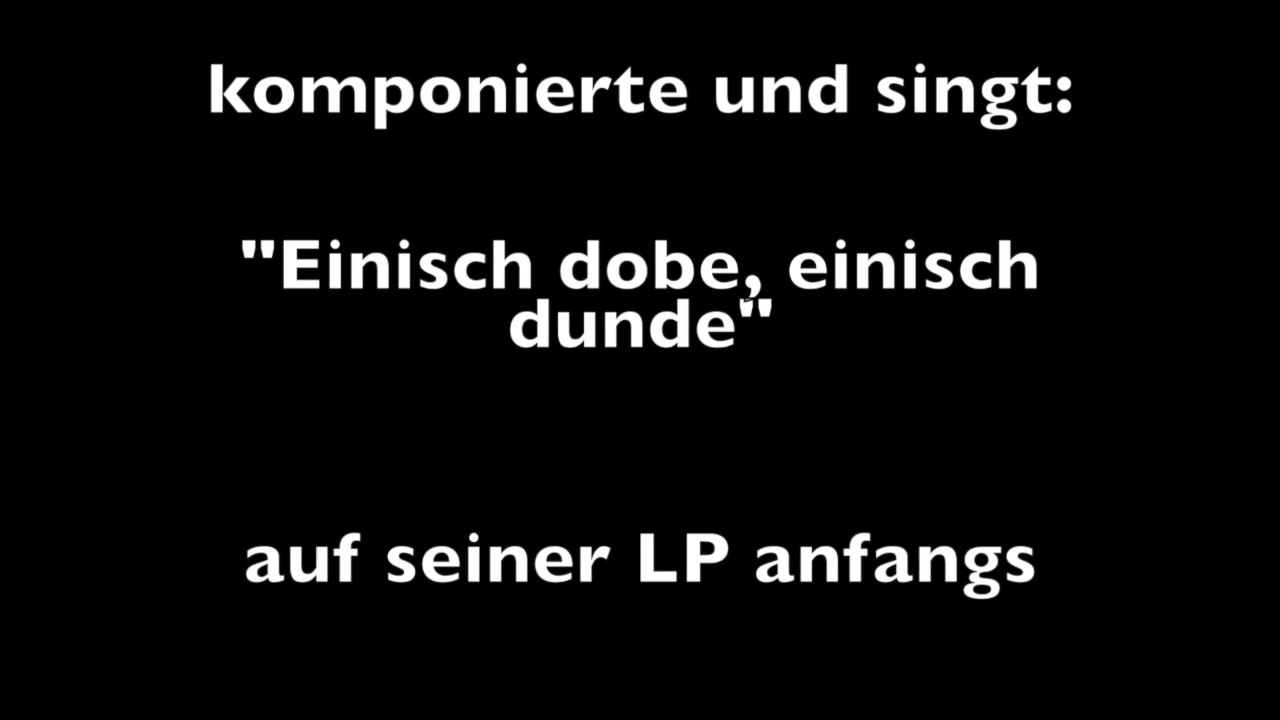 komponierte und singt:
"Einisch dobe, einisch
dunde"
auf seiner LP anfangs